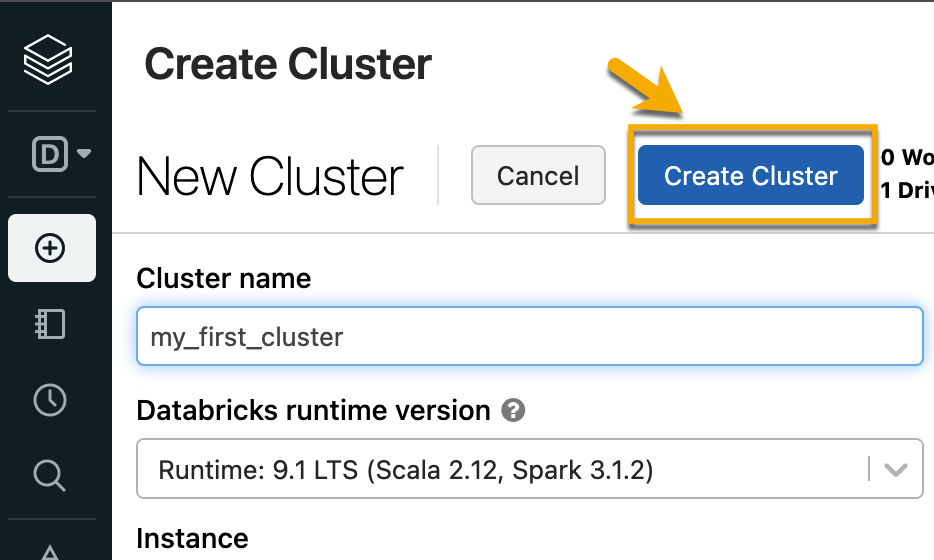 Create Cluster
D
New Cluster
Cancel
Create Cluster
0 Wo
1 Driv
Cluster name
my_first_cluster
Databricks runtime version ?
Runtime: 9.1 LTS (Scala 2.12, Spark 3.1.2)
Instance